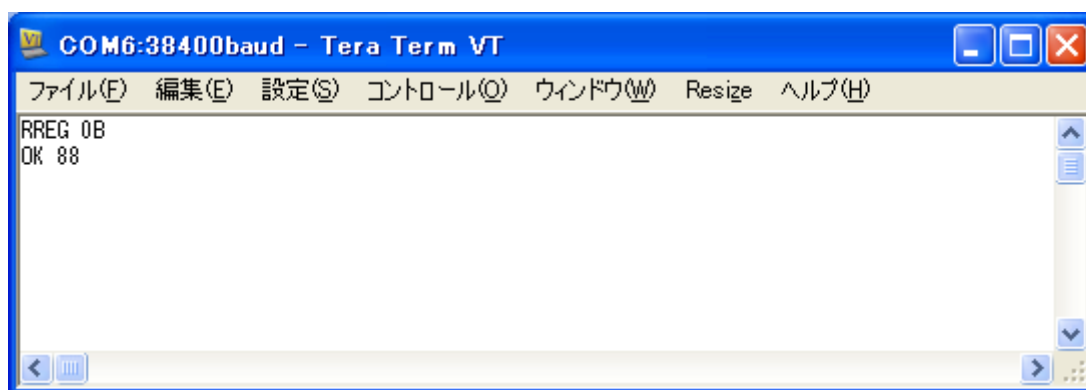 COM6:38400baud - Tera Term VT
ファイル(F) 編集(E) 設定(S) コントロール(O) ウィンドウ(W) Resize ヘルプ(H)
RREG 0B
OK 88